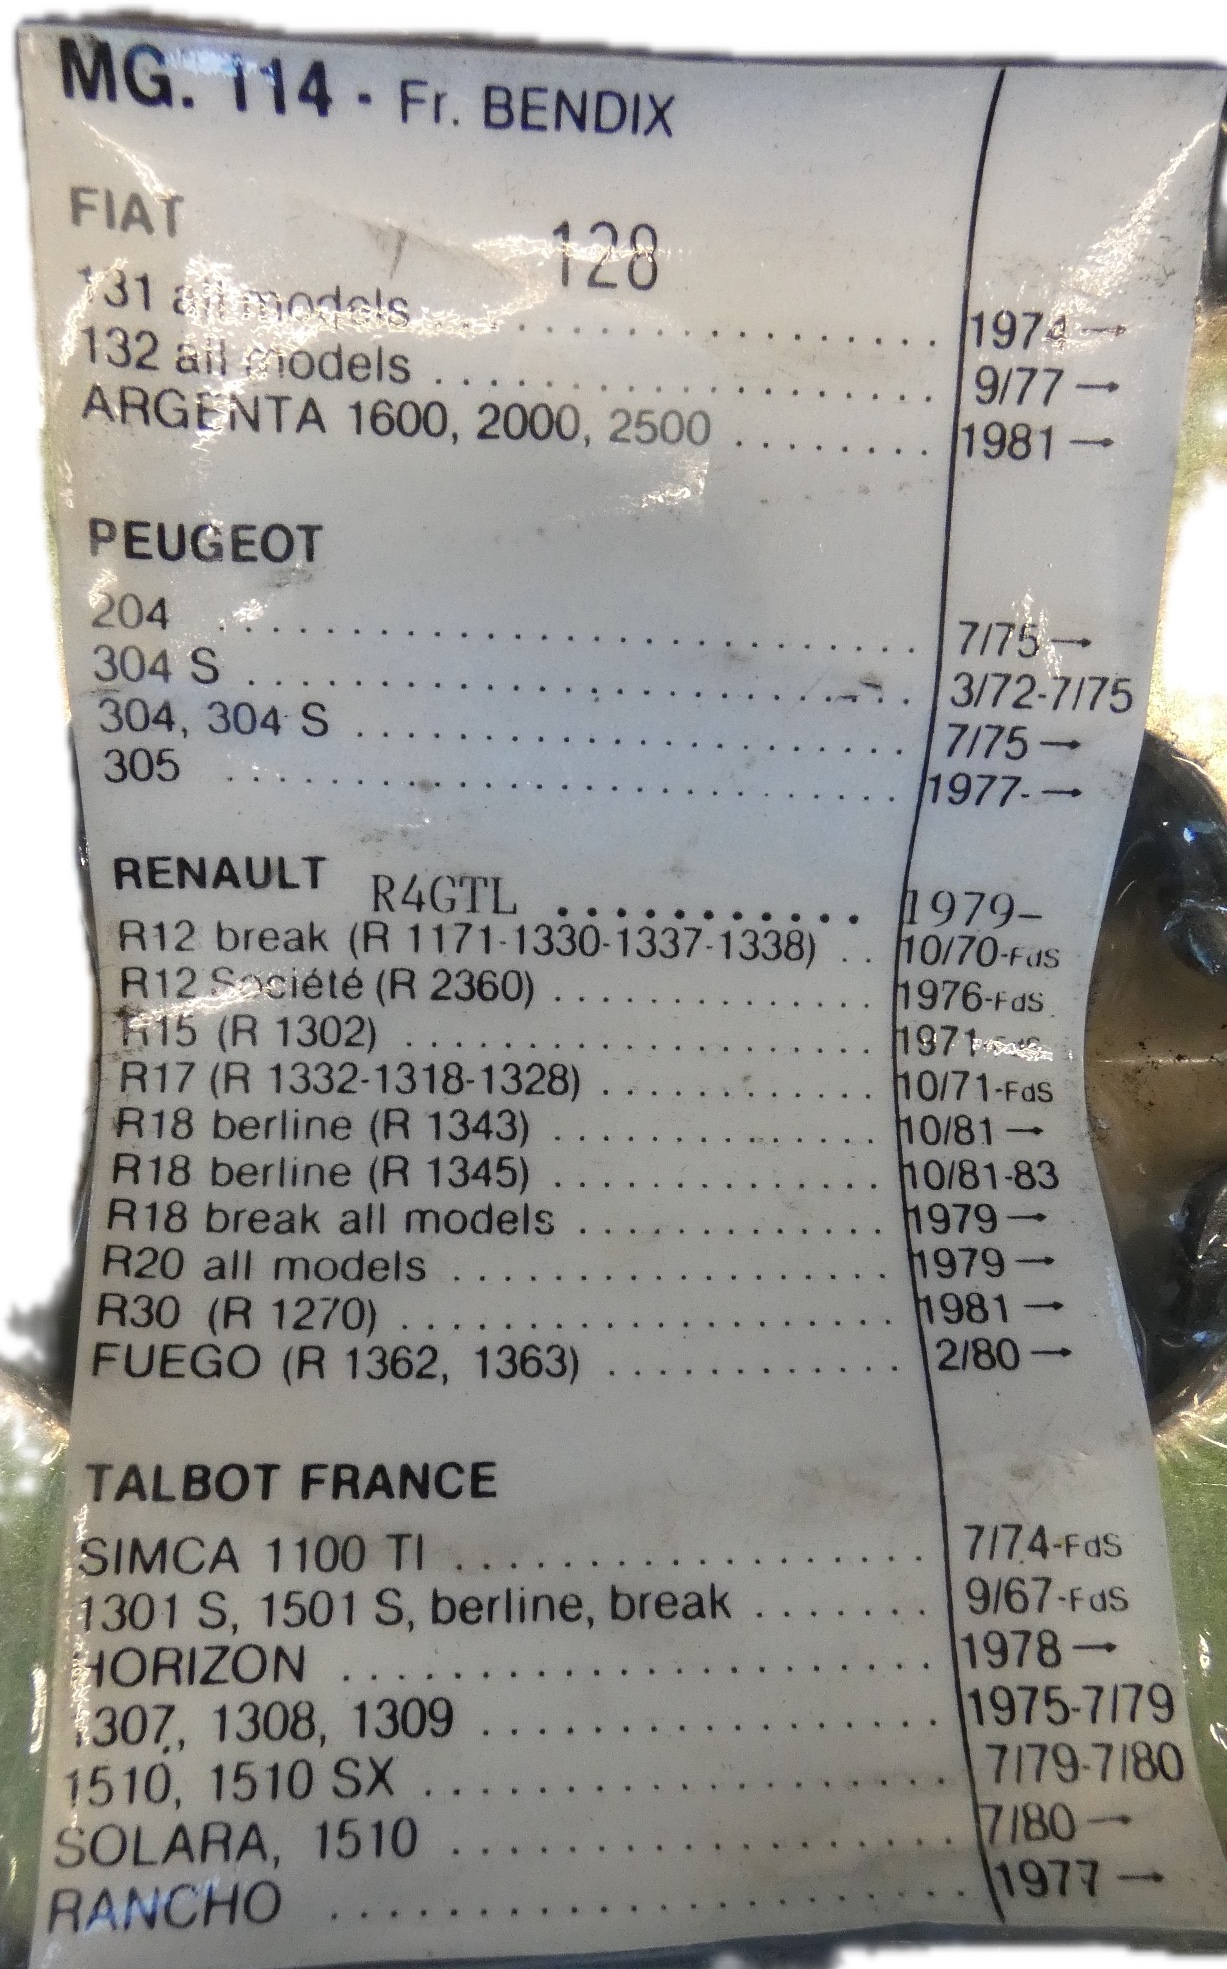 MG. 114 - Fr. BENDIX
FIAT 128
131 all models . . . . . . . . . . . . . . . . . . 1974 →
132 all models . . . . . . . . . . . . . . . . . . 9/77 →
ARGENTA 1600, 2000, 2500 . . . . . . . 1981 →
PEUGEOT
204 . . . . . . . . . . . . . . . . . . . . . . . . 7/75 →
304 S . . . . . . . . . . . . . . . . . . . . . . . 3/72-7/75
304, 304 S . . . . . . . . . . . . . . . . . . . 7/75 →
305 . . . . . . . . . . . . . . . . . . . . . . . . 1977- →
RENAULT R4GTL . . . . . . . . . . . 1979-
R12 break (R 1171-1330-1337-1338) . . 10/70-FdS
R12 Société (R 2360) . . . . . . . . . . . . . . 1976-FdS
R15 (R 1302) . . . . . . . . . . . . . . . . . . . . 1971-FdS
R17 (R 1332-1318-1328) . . . . . . . . . . . . 10/71-FdS
R18 berline (R 1343) . . . . . . . . . . . . . . 10/81 →
R18 berline (R 1345) . . . . . . . . . . . . . . 10/81-83
R18 break all models . . . . . . . . . . . . . 1979 →
R20 all models . . . . . . . . . . . . . . . . . . 1979 →
R30 (R 1270) . . . . . . . . . . . . . . . . . . . . 1981 →
FUEGO (R 1362, 1363) . . . . . . . . . . . . 2/80 →
TALBOT FRANCE
SIMCA 1100 TI . . . . . . . . . . . . . . . . . . . 7/74-FdS
1301 S, 1501 S, berline, break . . . . . . . 9/67-FdS
HORIZON . . . . . . . . . . . . . . . . . . . . . . . 1978 →
1307, 1308, 1309 . . . . . . . . . . . . . . . . . 1975-7/79
1510, 1510 SX . . . . . . . . . . . . . . . . . . . . 7/79-7/80
SOLARA, 1510 . . . . . . . . . . . . . . . . . . . 7/80 →
RANCHO . . . . . . . . . . . . . . . . . . . . . . . . 1977 →